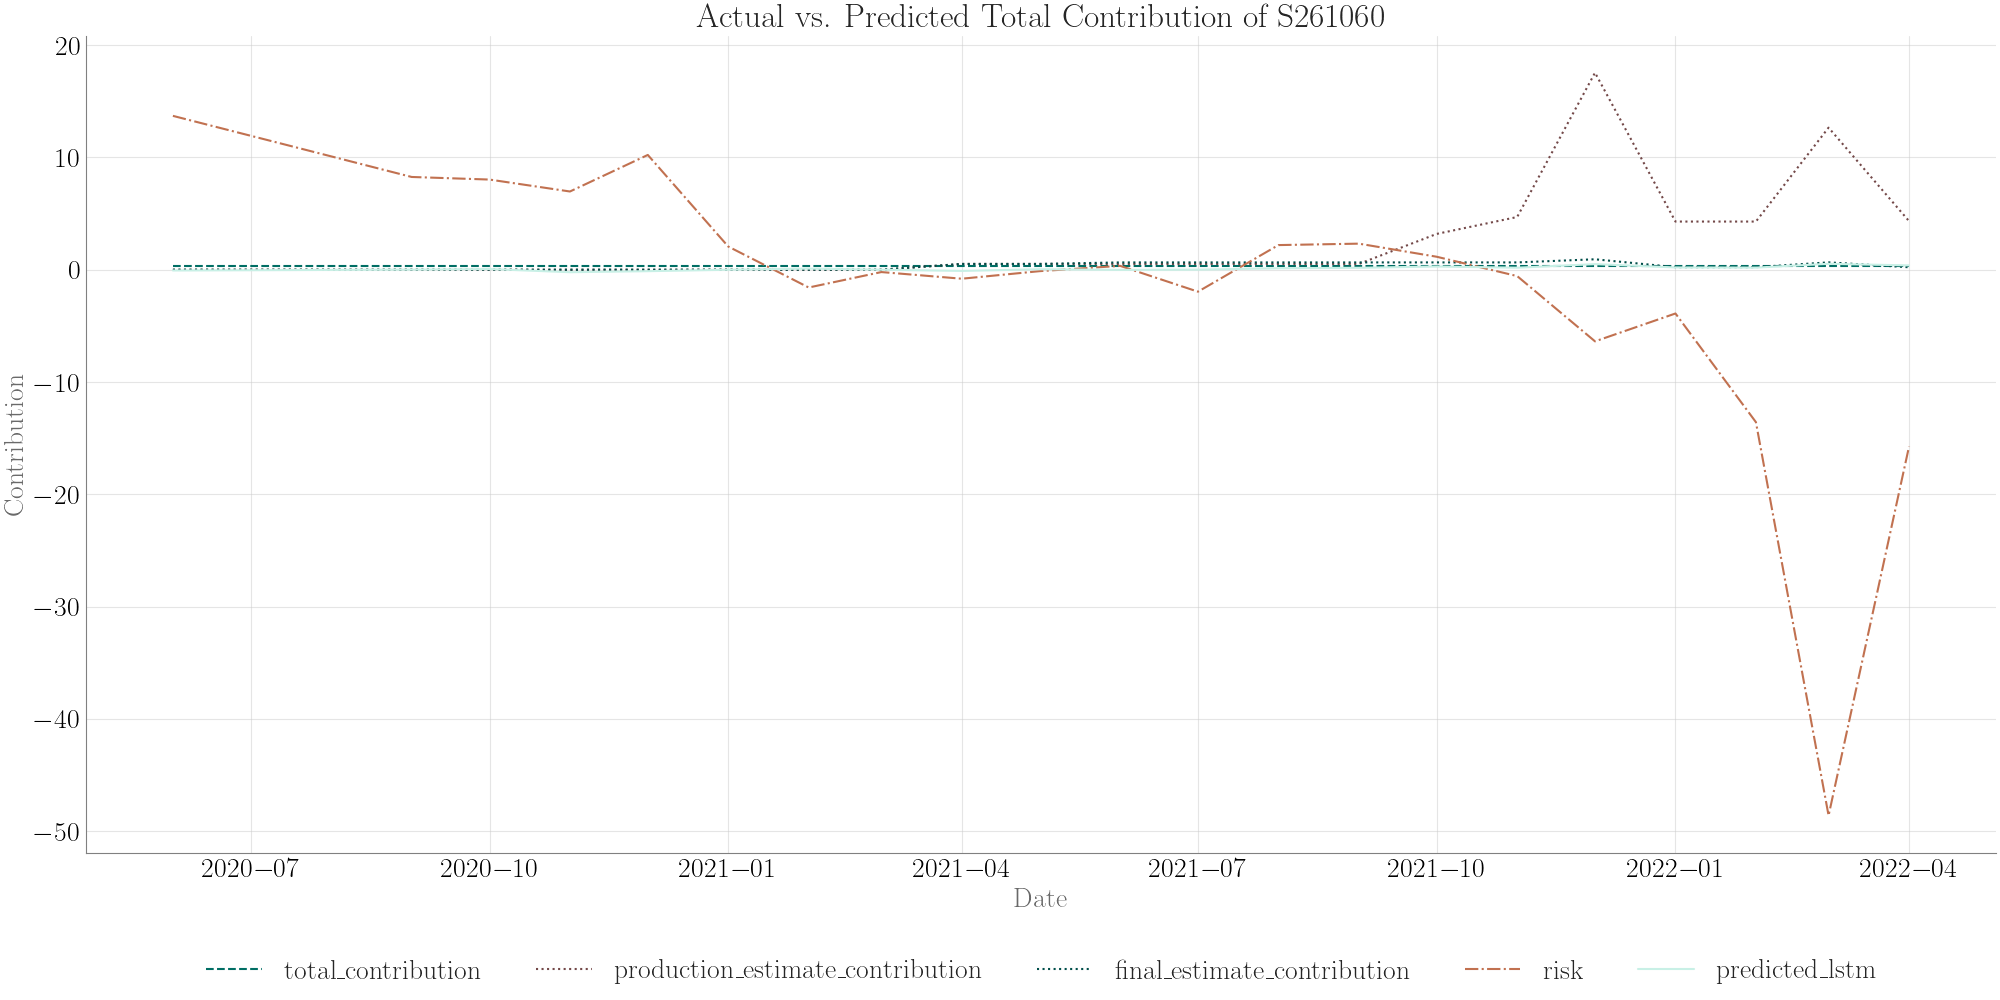 Actual vs. Predicted Total Contribution of S261060
20
10
0
−10
−20
−30
−40
−50
Contribution
2020−07 2020−10 2021−01 2021−04 2021−07 2021−10 2022−01 2022−04
Date
total_contribution production_estimate_contribution final_estimate_contribution risk predicted_lstm